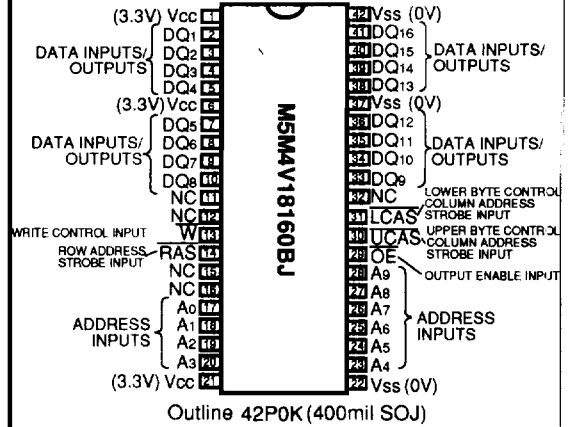 (3.3V) Vcc 1
DQ1 2
DQ2 3
DQ3 4
DQ4 5
DATA INPUTS/
OUTPUTS
(3.3V) Vcc 6
DQ5 7
DQ6 8
DQ7 9
DQ8 10
DATA INPUTS/
OUTPUTS
NC 11
NC 12
WRITE CONTROL INPUT W 13
ROW ADDRESS
STROBE INPUT
RAS 14
NC 15
NC 16
A0 17
A1 18
A2 19
A3 20
ADDRESS
INPUTS
(3.3V) Vcc 21
M5M4V18160BJ
42 Vss (0V)
41 DQ16
40 DQ15
39 DQ14
38 DQ13
DATA INPUTS/
OUTPUTS
37 Vss (0V)
36 DQ12
35 DQ11
34 DQ10
33 DQ9
DATA INPUTS/
OUTPUTS
32 NC
31 LCAS
LOWER BYTE CONTROL
COLUMN ADDRESS
STROBE INPUT
30 UCAS
UPPER BYTE CONTROL
COLUMN ADDRESS
STROBE INPUT
29 OE
OUTPUT ENABLE INPUT
28 A9
27 A8
26 A7
25 A6
24 A5
23 A4
ADDRESS
INPUTS
22 Vss (0V)
Outline 42P0K (400mil SOJ)